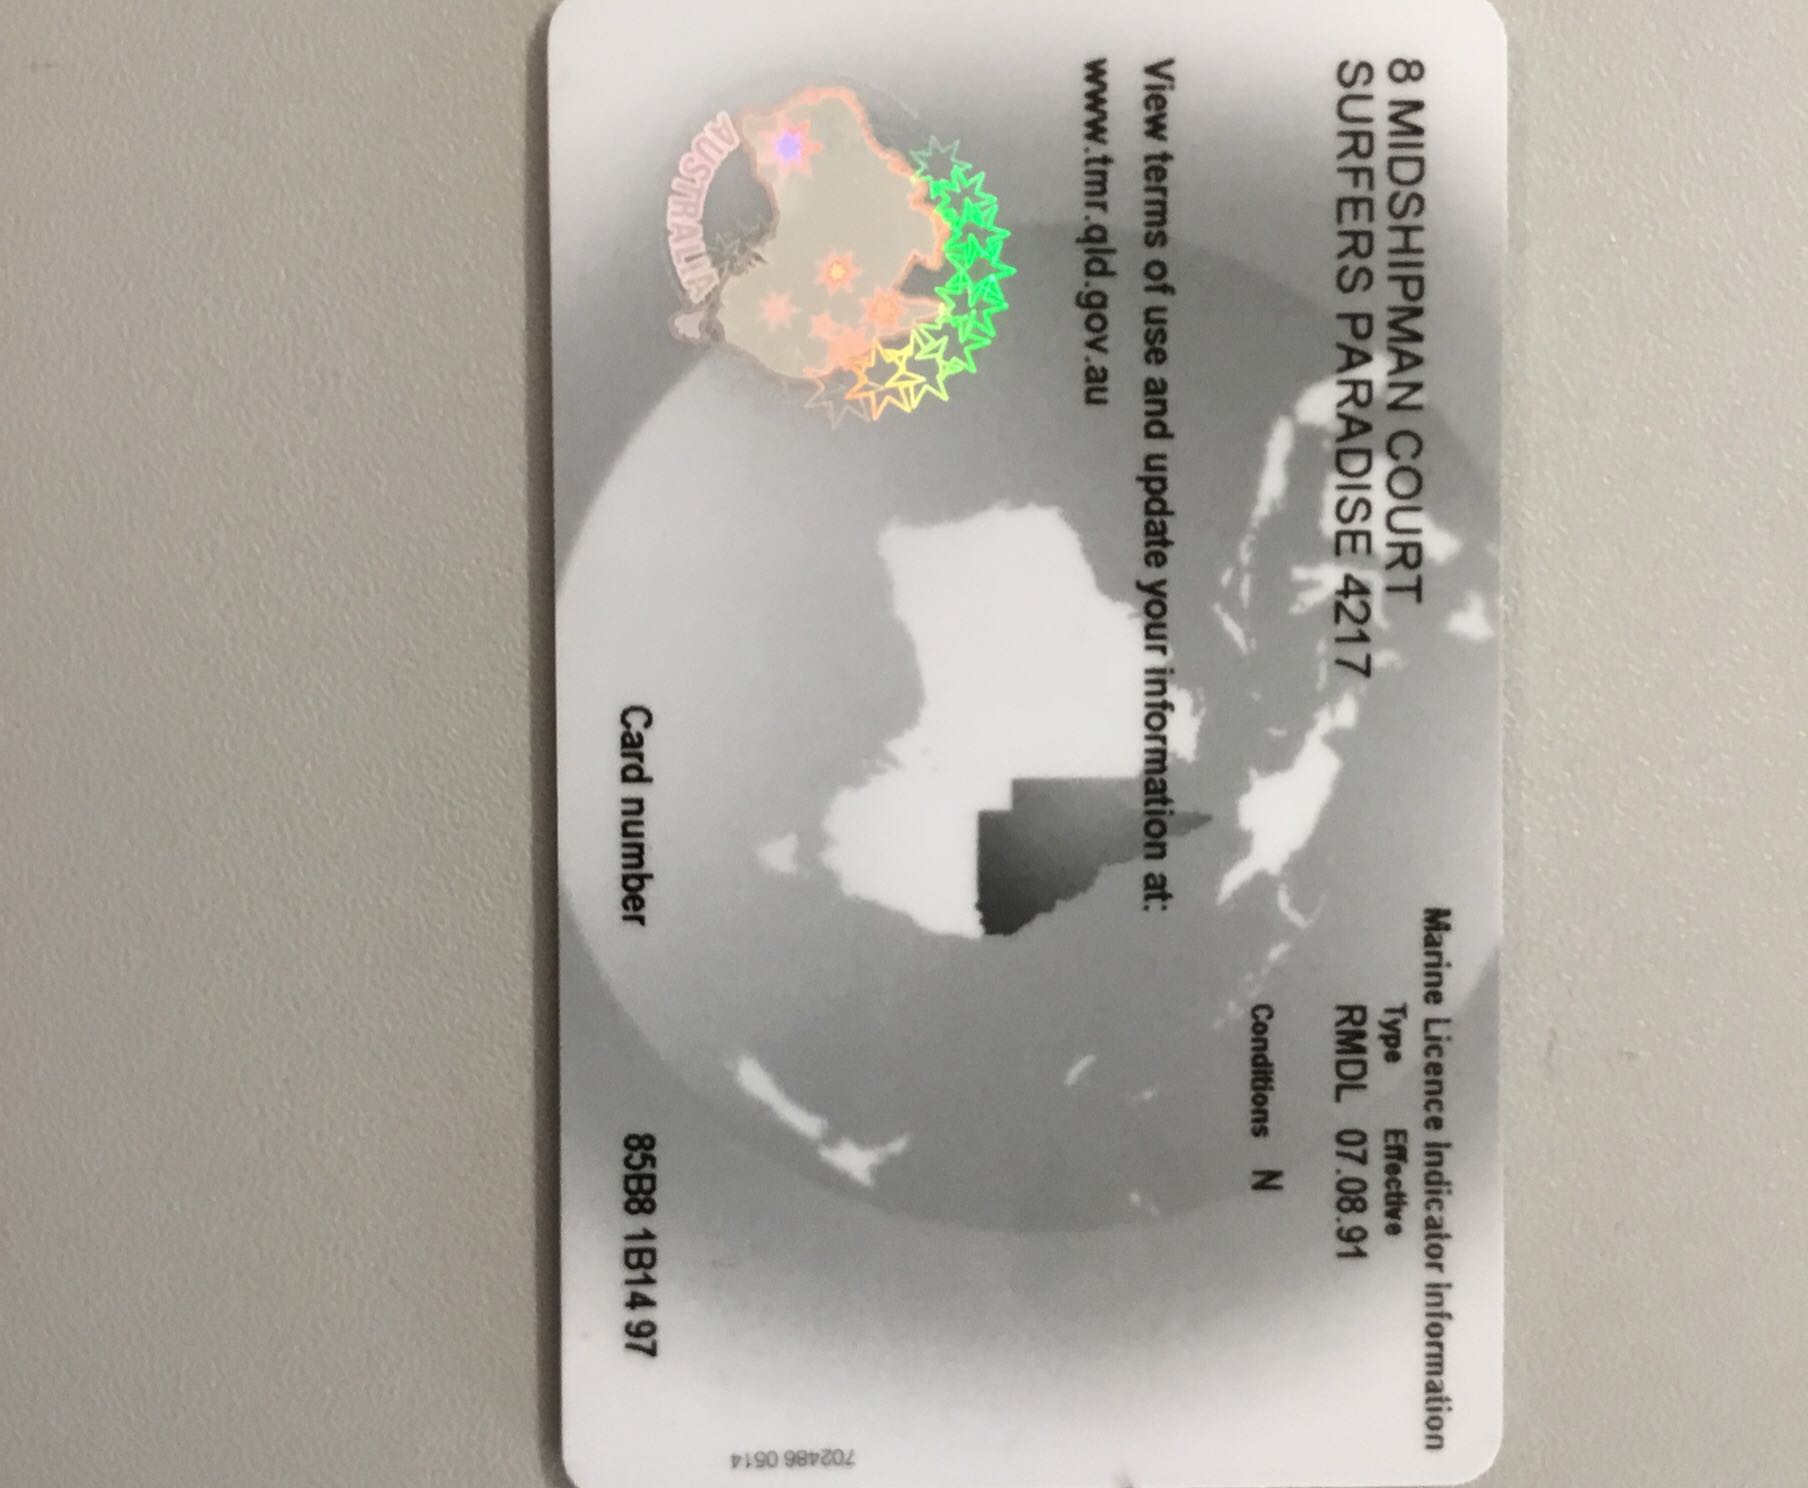 8 MIDSHIPMAN COURT
SURFERS PARADISE 4217
Marine Licence Indicator Information
Type Effective
RMDL 07.08.91
Conditions N
View terms of use and update your information at:
www.tmr.qld.gov.au
AUSTRALIA
Card number 85B8 1B14 97
702486 0514